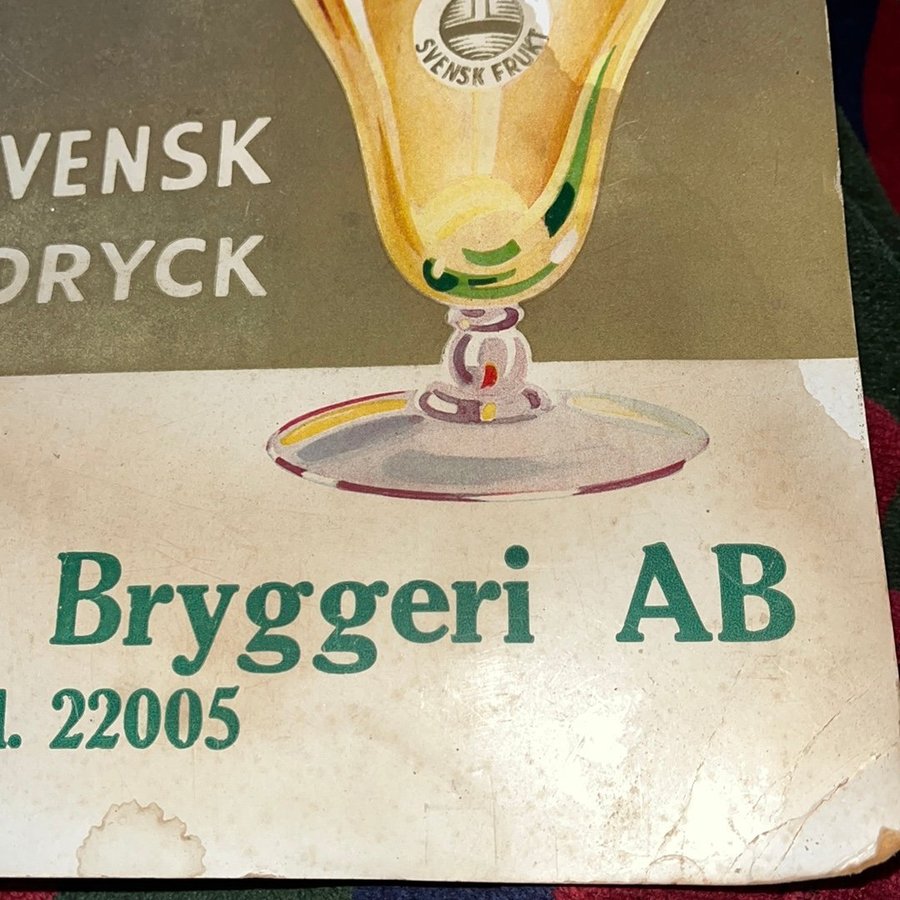 SVENSK FRUKT
VENSK
DRYCK
Bryggeri AB
l. 22005